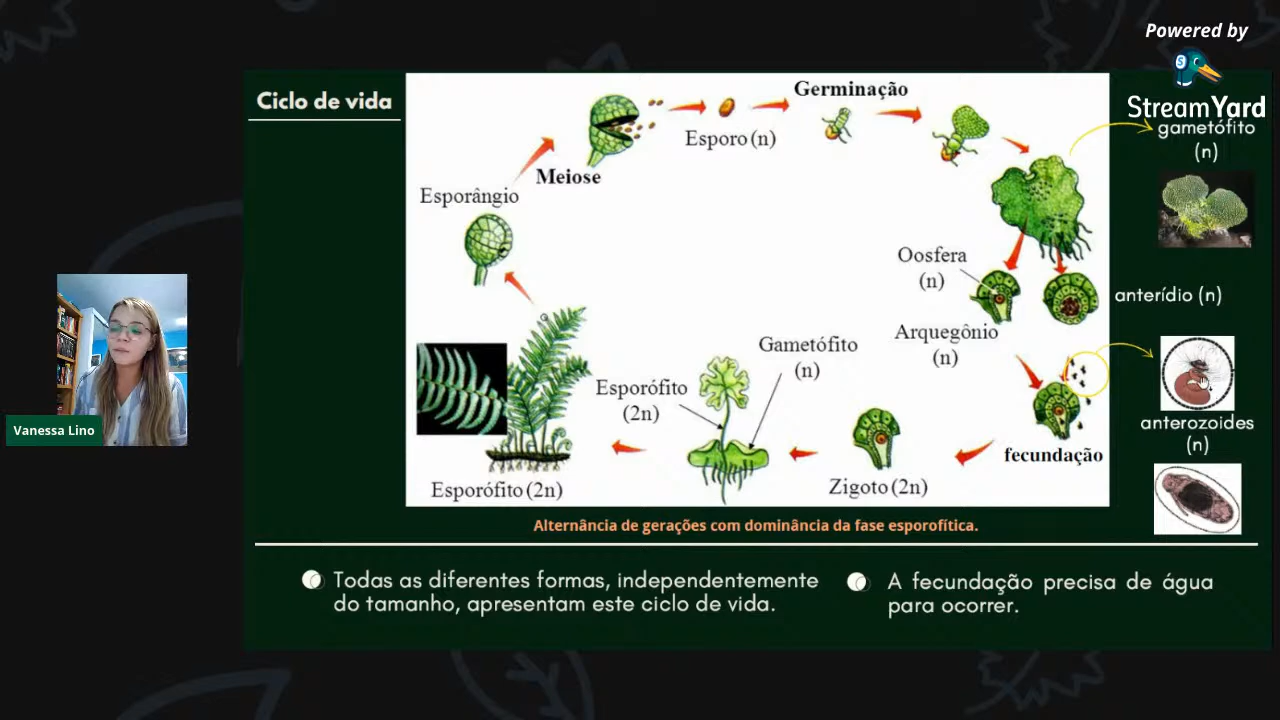 Powered by
StreamYard
Ciclo de vida
Germinação
Esporo (n)
Meiose
Esporângio
gametófito
(n)
Oosfera
(n)
anterídio (n)
Arquegônio
(n)
Gametófito
(n)
Esporófito
(2n)
anterozoides
(n)
fecundação
Zigoto (2n)
Esporófito (2n)
Vanessa Lino
Alternância de gerações com dominância da fase esporofítica.
Todas as diferentes formas, independentemente
do tamanho, apresentam este ciclo de vida.
A fecundação precisa de água
para ocorrer.